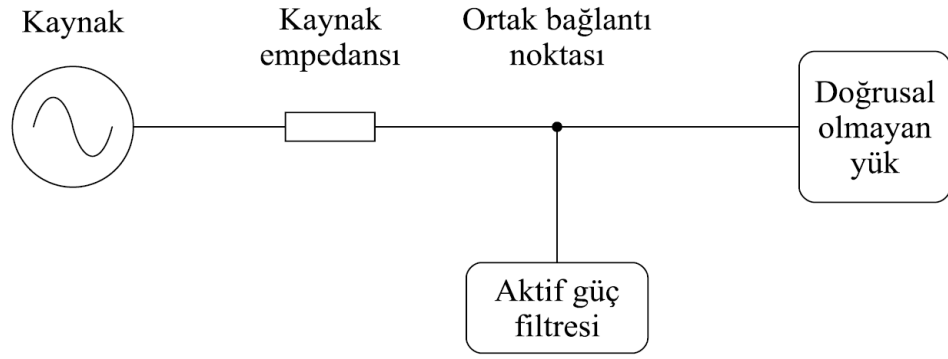 Kaynak
Kaynak
empedansı
Ortak bağlantı
noktası
Doğrusal
olmayan
yük
Aktif güç
filtresi